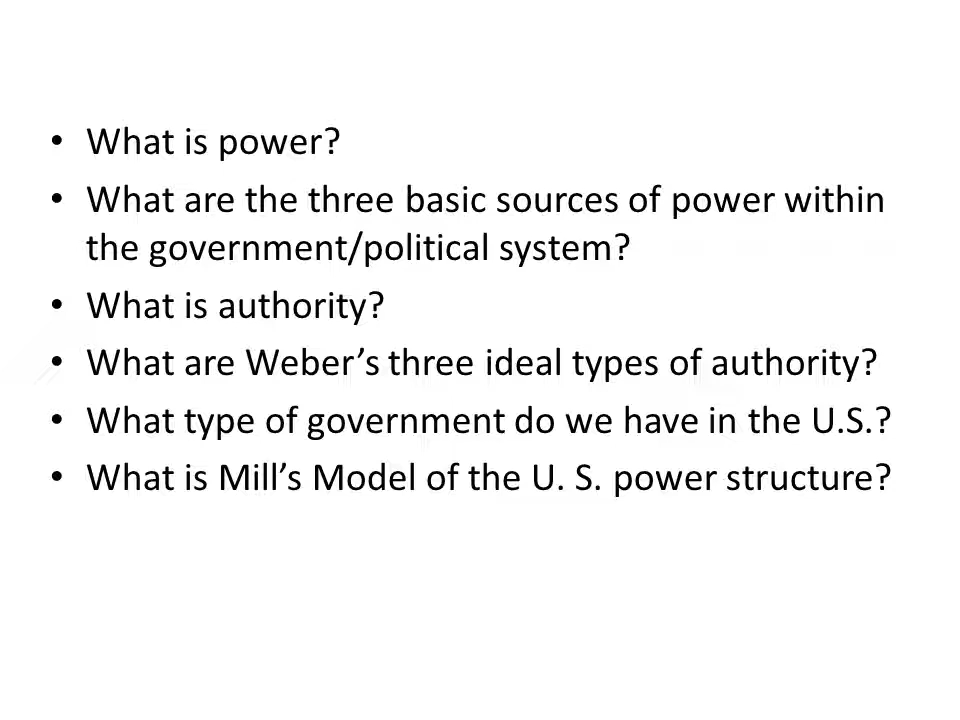 • What is power?
• What are the three basic sources of power within
the government/political system?
• What is authority?
• What are Weber’s three ideal types of authority?
• What type of government do we have in the U.S.?
• What is Mill’s Model of the U. S. power structure?